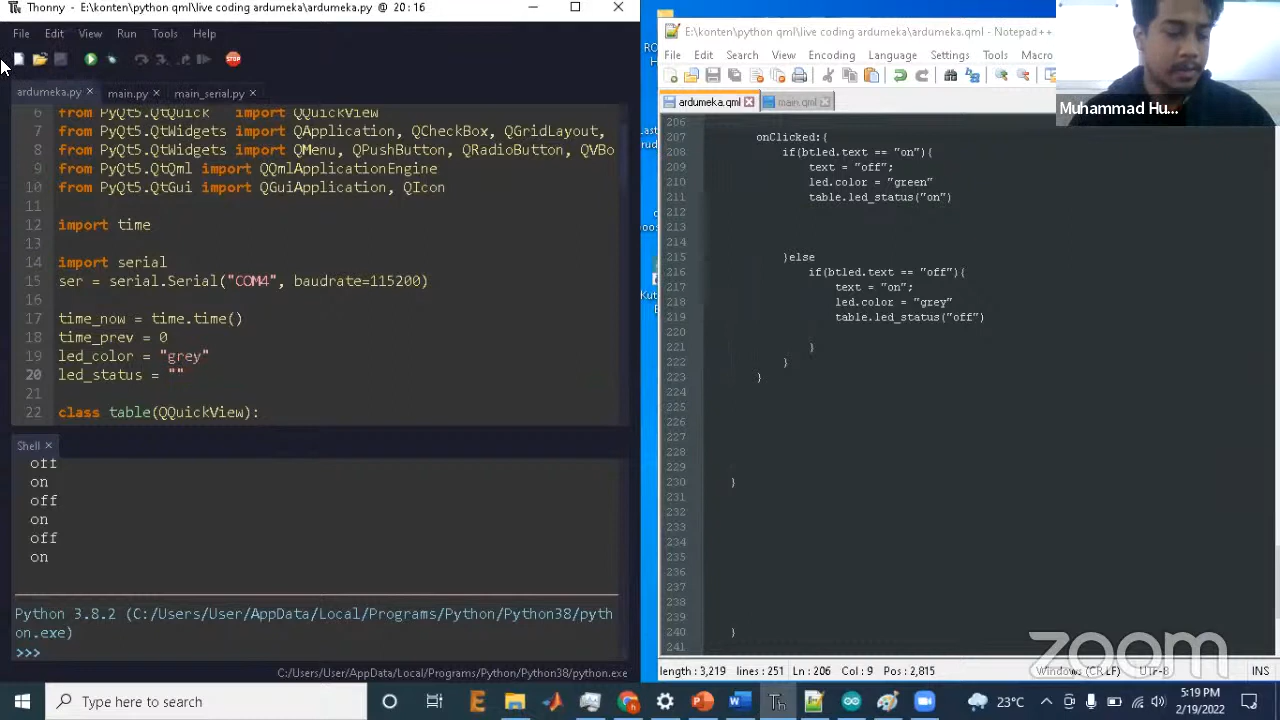 Thonny - E:\konten\python qml\live coding ardumeka\ardumeka.py @ 20 : 16
File Edit View Run Tools Help
STOP
ardumeka.py × main.py × main_serial.py ×
6 from PyQt5.QtQuick import QQuickView
7 from PyQt5.QtWidgets import QApplication, QCheckBox, QGridLayout,
8 from PyQt5.QtWidgets import QMenu, QPushButton, QRadioButton, QVBo
9 from PyQt5.QtQml import QQmlApplicationEngine
10 from PyQt5.QtGui import QGuiApplication, QIcon
11
12 import time
13
14 import serial
15 ser = serial.Serial("COM4", baudrate=115200)
16
17 time_now = time.time()
18 time_prev = 0
19 led_color = "grey"
20 led_status = ""
21
22 class table(QQuickView):
Shell ×
off
on
off
on
off
on
Python 3.8.2 (C:/Users/User/AppData/Local/Programs/Python/Python38/pyth
on.exe)
>>>
C:/Users/User/AppData/Local/Programs/Python/Python38/python.exe
E:\konten\python qml\live coding ardumeka\ardumeka.qml - Notepad++
File Edit Search View Encoding Language Settings Tools Macro
ardumeka.qml main.qml
206
207 onClicked:{
208 if(btled.text == "on"){
209 text = "off";
210 led.color = "green"
211 table.led_status("on")
212
213
214
215 }else
216 if(btled.text == "off"){
217 text = "on";
218 led.color = "grey"
219 table.led_status("off")
220
221 }
222 }
223 }
224
225
226
227
228
229
230 }
231
232
233
234
235
236
237
238
239
240 }
241
length : 3,219 lines : 251 Ln : 206 Col : 9 Pos : 2,815 Windows (CR LF) UTF-8 INS
Muhammad Hu...
zoom
Type here to search
23°C
5:19 PM
2/19/2022